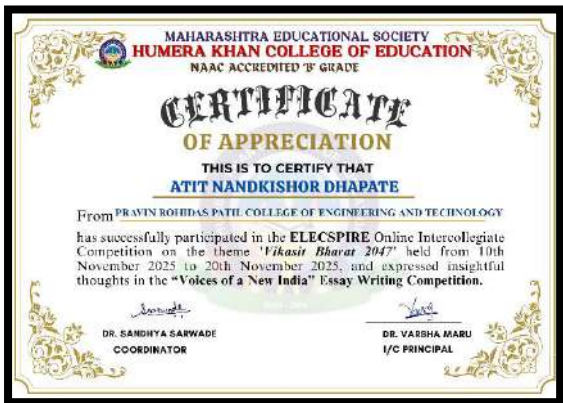 MAHARASHTRA EDUCATIONAL SOCIETY
HUMERA KHAN COLLEGE OF EDUCATION
NAAC ACCREDITED 'B' GRADE
CERTIFICATE
OF APPRECIATION
THIS IS TO CERTIFY THAT
ATIT NANDKISHOR DHAPATE
From PRAVIN ROHIDAS PATIL COLLEGE OF ENGINEERING AND TECHNOLOGY
has successfully participated in the ELECSPIRE Online Intercollegiate
Competition on the theme 'Vikasit Bharat 2047' held from 10th
November 2025 to 20th November 2025, and expressed insightful
thoughts in the “Voices of a New India” Essay Writing Competition.
DR. SANDHYA SARWADE
COORDINATOR
DR. VARSHA MARU
I/C PRINCIPAL